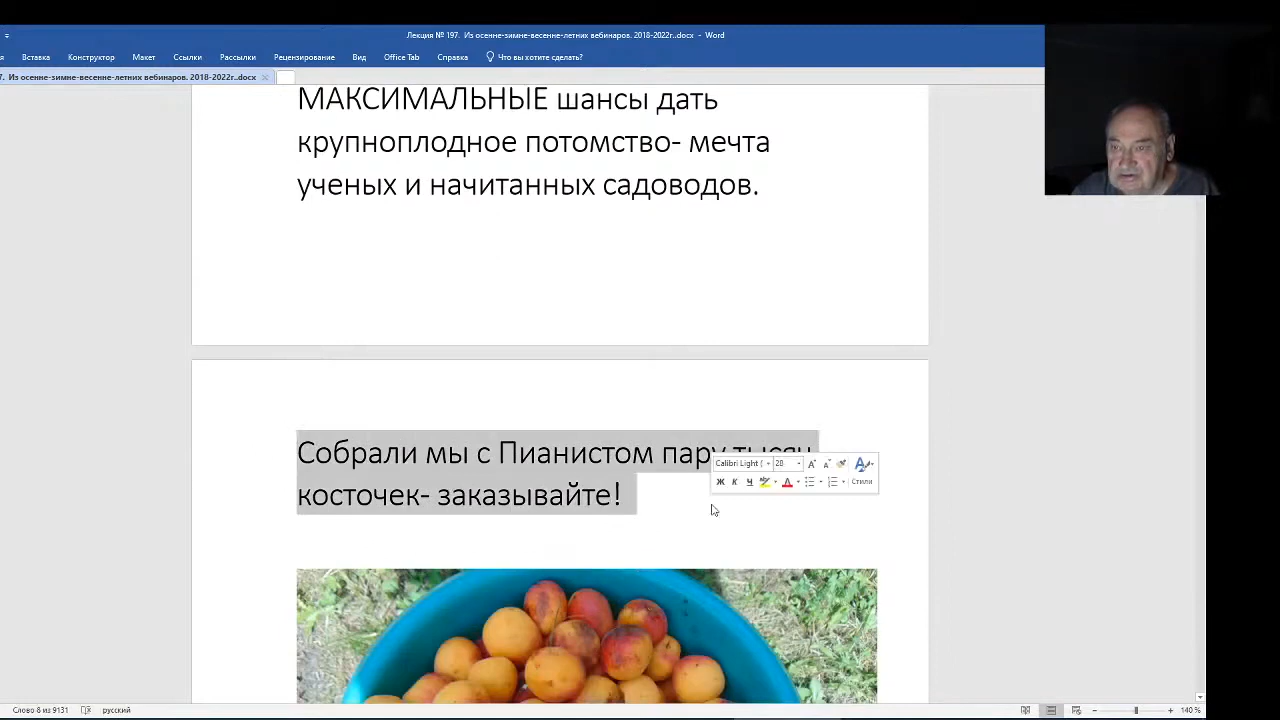 Лекция № 197. Из осенне-зимне-весенне-летних вебинаров. 2018-2022г..docx - Word
Вставка Конструктор Макет Ссылки Рассылки Рецензирование Вид Office Tab Справка Что вы хотите сделать?
7. Из осенне-зимне-весенне-летних вебинаров. 2018-2022г..docx
МАКСИМАЛЬНЫЕ шансы дать
крупноплодное потомство- мечта
ученых и начитанных садоводов.
Собрали мы с Пианистом пару тысяч
косточек- заказывайте!
Calibri Light ( 28
Ж К Ч Стили
Слово 8 из 9131 русский 140 %